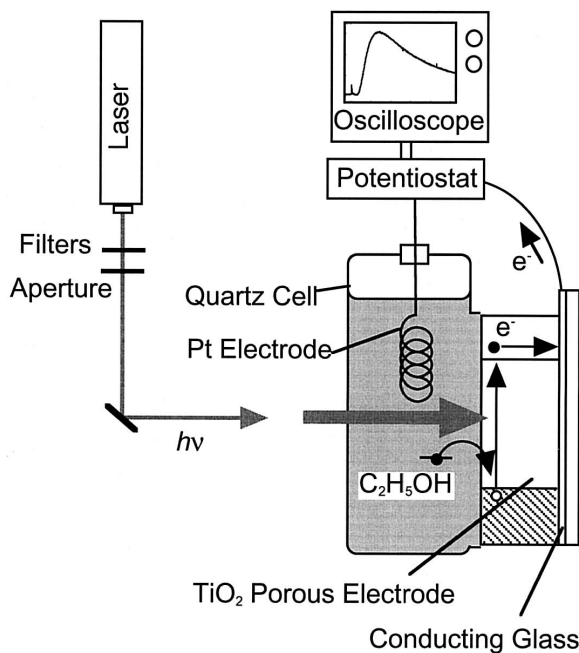 Laser
Oscilloscope
Potentiostat
Filters
Aperture
e⁻
Quartz Cell
e⁻
Pt Electrode
hν
C₂H₅OH
TiO₂ Porous Electrode
Conducting Glass